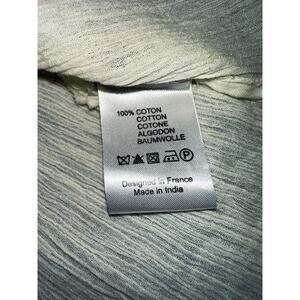 100% COTON
COTTON
COTONE
ALGODON
BAUMWOLLE
Designed in France
Made in India